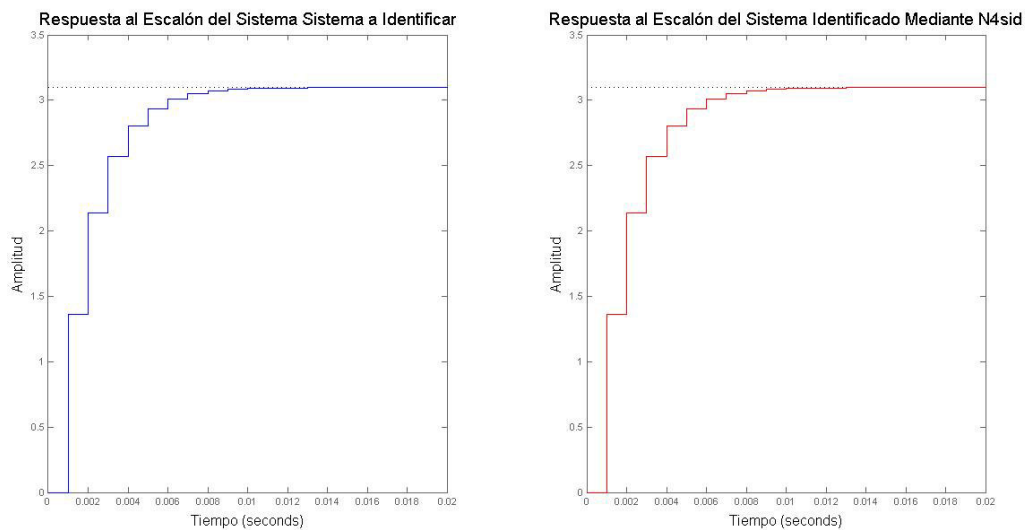 Respuesta al Escalón del Sistema Sistema a Identificar
3.5
3
2.5
2
1.5
1
0.5
0
Amplitud
0 0.002 0.004 0.006 0.008 0.01 0.012 0.014 0.016 0.018 0.02
Tiempo (seconds)
Respuesta al Escalón del Sistema Identificado Mediante N4sid
3.5
3
2.5
2
1.5
1
0.5
0
Amplitud
0 0.002 0.004 0.006 0.008 0.01 0.012 0.014 0.016 0.018 0.02
Tiempo (seconds)